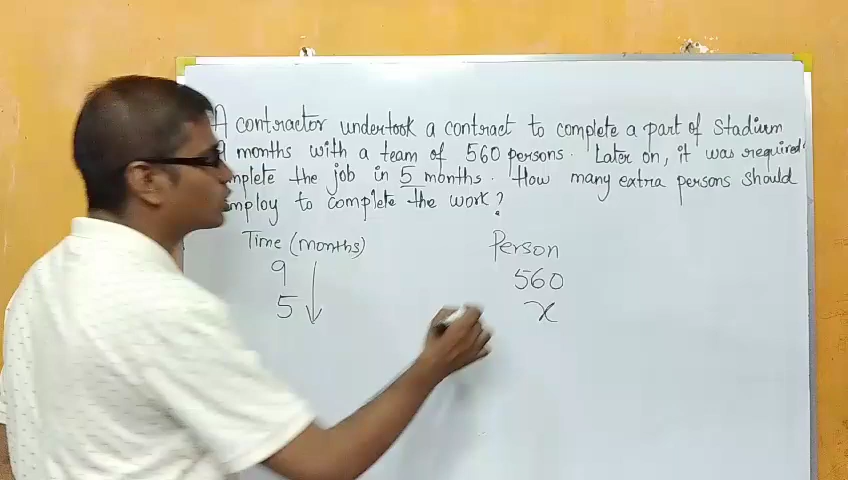 A contractor undertook a contract to complete a part of Stadium
9 months with a team of 560 persons. Later on, it was required
the job in 5 months. How many extra persons should
employ to complete the work?
Time (months) Person
9 560
5 x